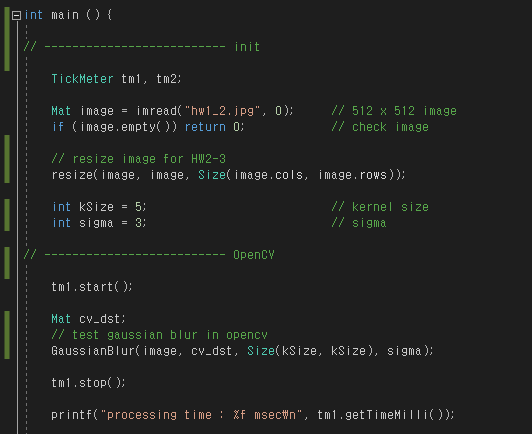 int main () {
// -------------------------- init
TickMeter tm1, tm2;
Mat image = imread("hw1_2.jpg", 0); // 512 x 512 image
if (image.empty()) return 0; // check image
// resize image for HW2-3
resize(image, image, Size(image.cols, image.rows));
int kSize = 5; // kernel size
int sigma = 3; // sigma
// -------------------------- OpenCV
tm1.start();
Mat cv_dst;
// test gaussian blur in opencv
GaussianBlur(image, cv_dst, Size(kSize, kSize), sigma);
tm1.stop();
printf("processing time : %f msec₩n", tm1.getTimeMilli());